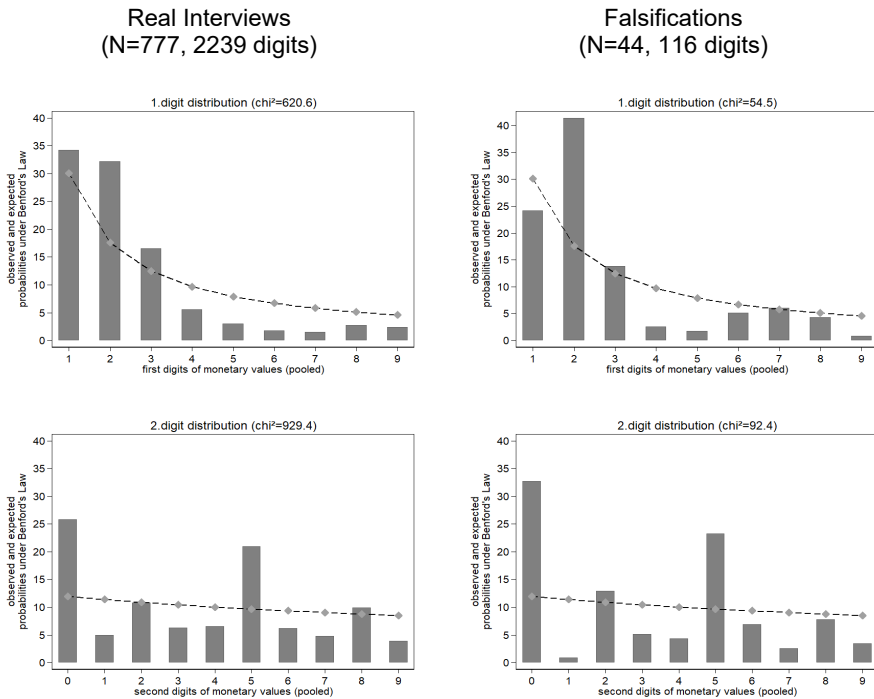 Real Interviews
(N=777, 2239 digits)
Falsifications
(N=44, 116 digits)
1.digit distribution (chi²=620.6)
observed and expected
probabilities under Benford's Law
40
35
30
25
20
15
10
5
0
1 2 3 4 5 6 7 8 9
first digits of monetary values (pooled)
1.digit distribution (chi²=54.5)
observed and expected
probabilities under Benford's Law
40
35
30
25
20
15
10
5
0
1 2 3 4 5 6 7 8 9
first digits of monetary values (pooled)
2.digit distribution (chi²=929.4)
observed and expected
probabilities under Benford's Law
40
35
30
25
20
15
10
5
0
0 1 2 3 4 5 6 7 8 9
second digits of monetary values (pooled)
2.digit distribution (chi²=92.4)
observed and expected
probabilities under Benford's Law
40
35
30
25
20
15
10
5
0
0 1 2 3 4 5 6 7 8 9
second digits of monetary values (pooled)